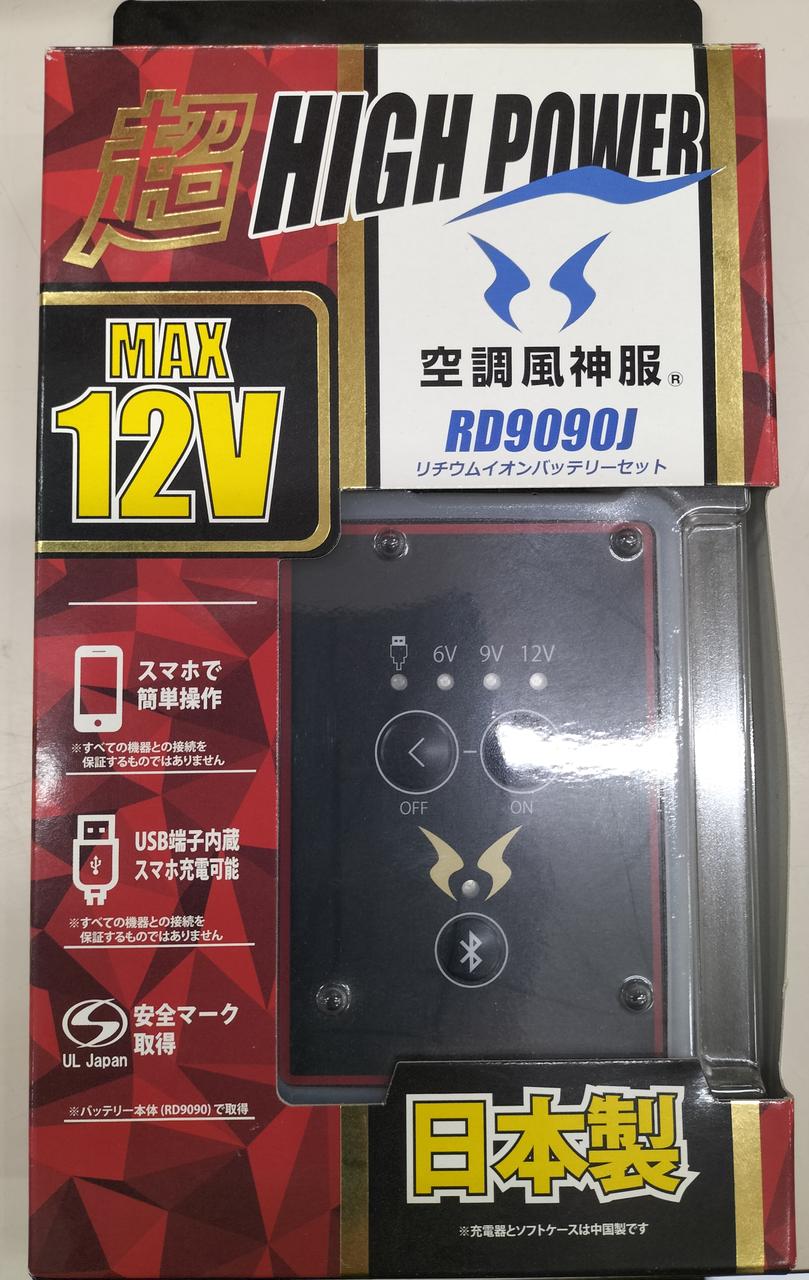 超 HIGH POWER
空調風神服®
RD9090J
リチウムイオンバッテリーセット
MAX
12V
スマホで
簡単操作
※すべての機器との接続を
保証するものではありません
USB端子内蔵
スマホ充電可能
※すべての機器との接続を
保証するものではありません
UL Japan
安全マーク
取得
※バッテリー本体(RD9090)で取得
6V 9V 12V
OFF ON
日本製
※充電器とソフトケースは中国製です